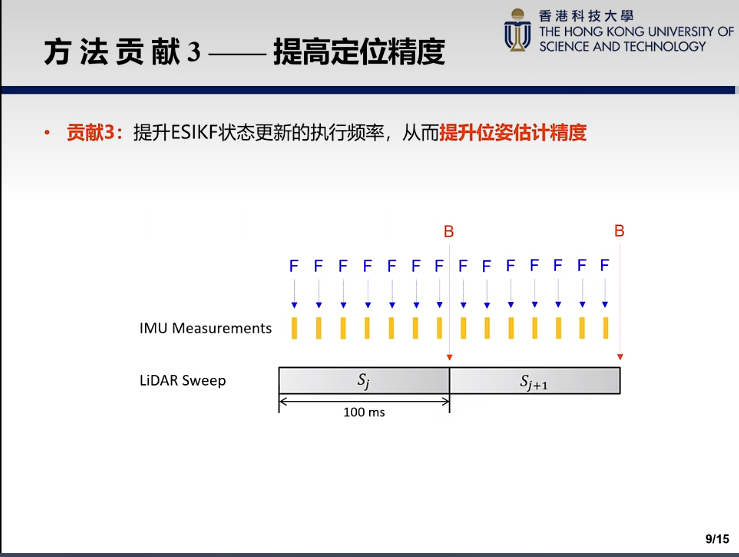 香港科技大學
THE HONG KONG UNIVERSITY OF
SCIENCE AND TECHNOLOGY
方法贡献 3 —— 提高定位精度
• 贡献3：提升ESIKF状态更新的执行频率，从而提升位姿估计精度
B B
F F F F F F F F F F F F F F
IMU Measurements
LiDAR Sweep S_j S_{j+1}
100 ms
9/15